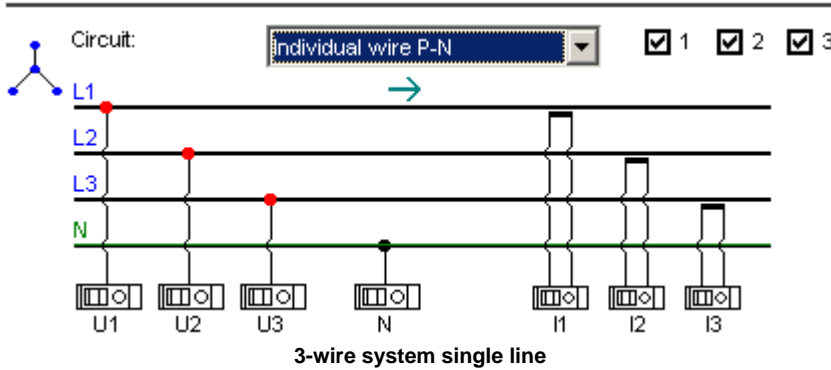 Circuit: Individual wire P-N 1 2 3
L1
L2
L3
N
U1 U2 U3 N I1 I2 I3
3-wire system single line